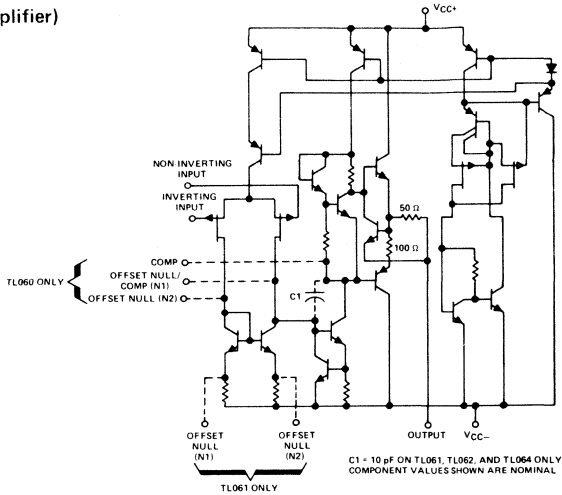 plifier)
VCC+
NON-INVERTING
INPUT
INVERTING
INPUT
50 Ω
100 Ω
COMP
OFFSET NULL/
COMP (N1)
OFFSET NULL (N2)
TL060 ONLY
C1
OFFSET
NULL
(N1)
OFFSET
NULL
(N2)
OUTPUT
VCC−
TL061 ONLY
C1 = 10 pF ON TL061, TL062, AND TL064 ONLY
COMPONENT VALUES SHOWN ARE NOMINAL